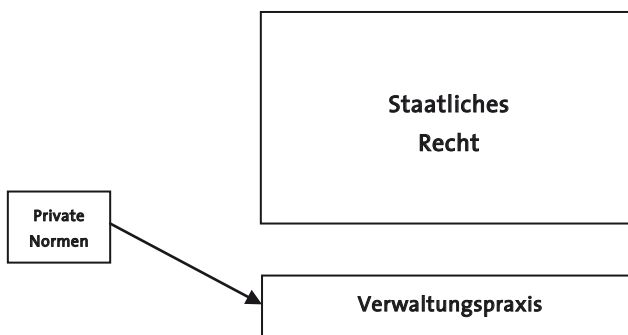 Staatliches
Recht
Private
Normen
Verwaltungspraxis